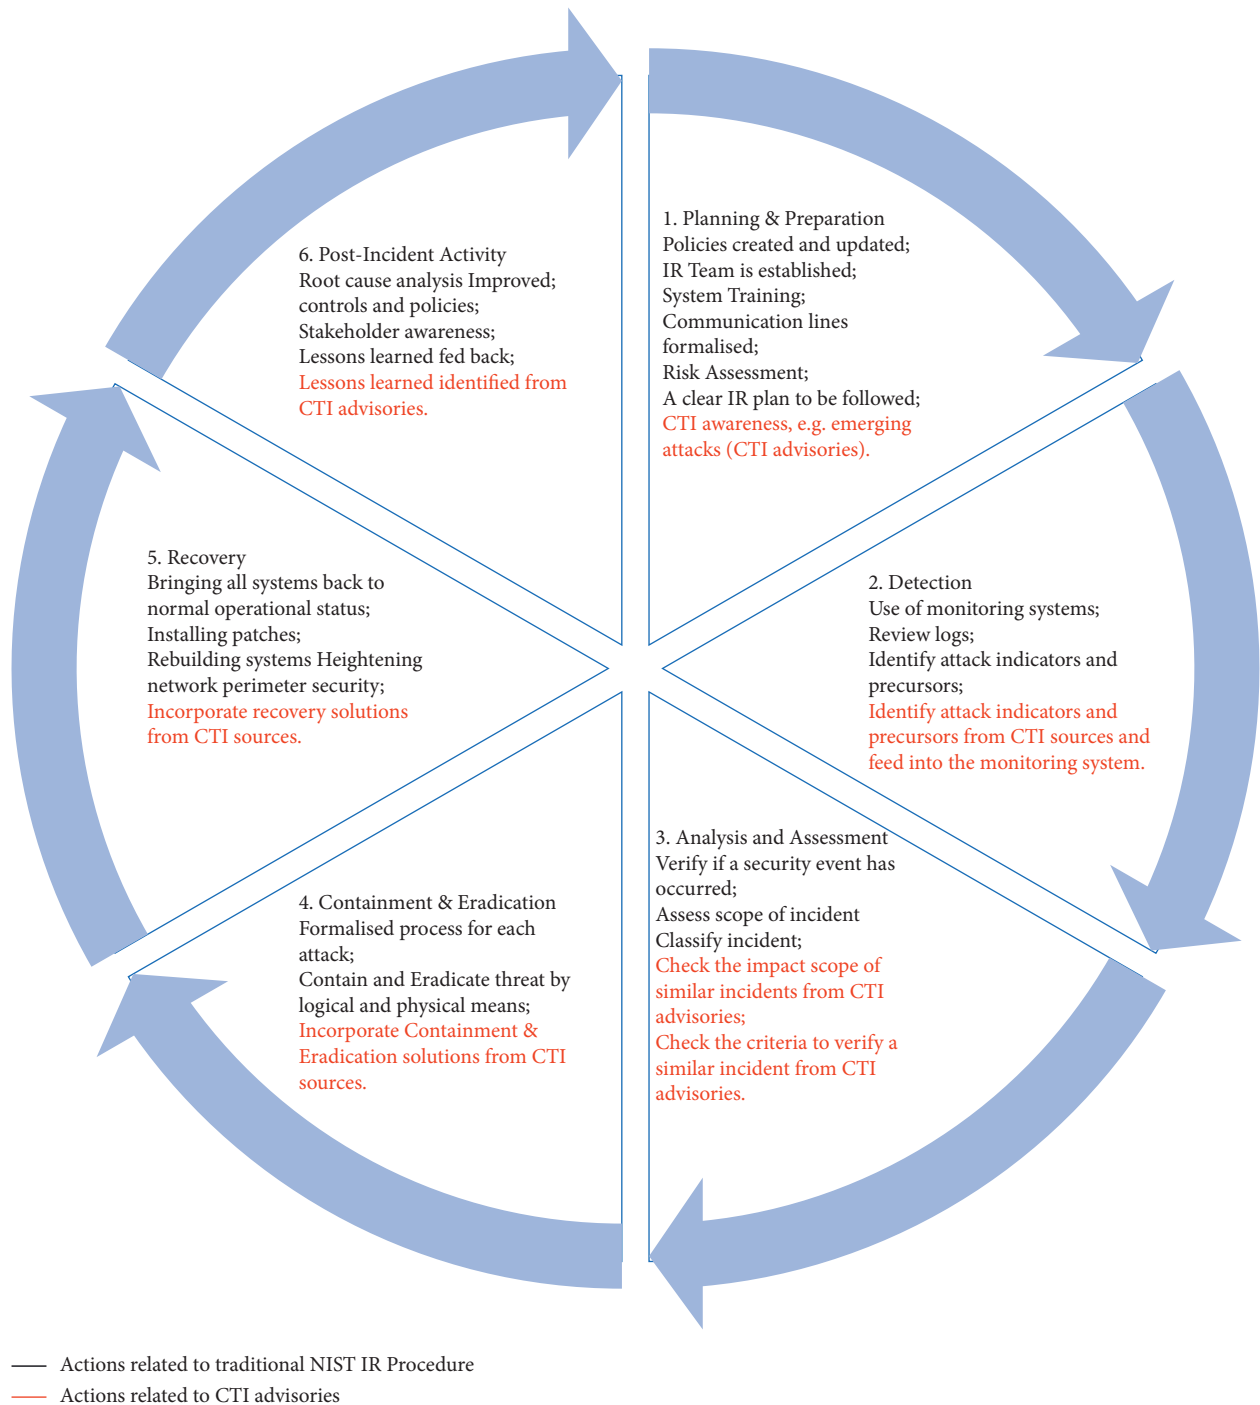 1. Planning & Preparation
Policies created and updated;
IR Team is established;
System Training;
Communication lines
formalised;
Risk Assessment;
A clear IR plan to be followed;
CTI awareness, e.g. emerging
attacks (CTI advisories).
2. Detection
Use of monitoring systems;
Review logs;
Identify attack indicators and
precursors;
Identify attack indicators and
precursors from CTI sources and
feed into the monitoring system.
3. Analysis and Assessment
Verify if a security event has
occurred;
Assess scope of incident
Classify incident;
Check the impact scope of
similar incidents from CTI
advisories;
Check the criteria to verify a
similar incident from CTI
advisories.
4. Containment & Eradication
Formalised process for each
attack;
Contain and Eradicate threat by
logical and physical means;
Incorporate Containment &
Eradication solutions from CTI
sources.
5. Recovery
Bringing all systems back to
normal operational status;
Installing patches;
Rebuilding systems Heightening
network perimeter security;
Incorporate recovery solutions
from CTI sources.
6. Post-Incident Activity
Root cause analysis Improved;
controls and policies;
Stakeholder awareness;
Lessons learned fed back;
Lessons learned identified from
CTI advisories.
Actions related to traditional NIST IR Procedure
Actions related to CTI advisories